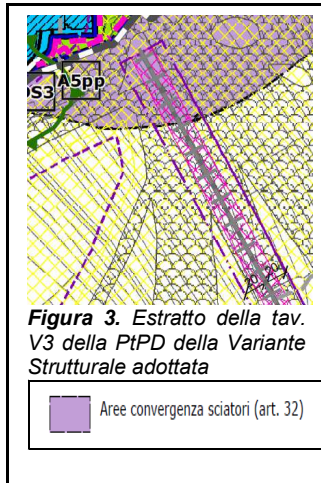 DS3
A5pp
Figura 3. Estratto della tav.
V3 della PtPD della Variante
Strutturale adottata
Aree convergenza sciatori (art. 32)